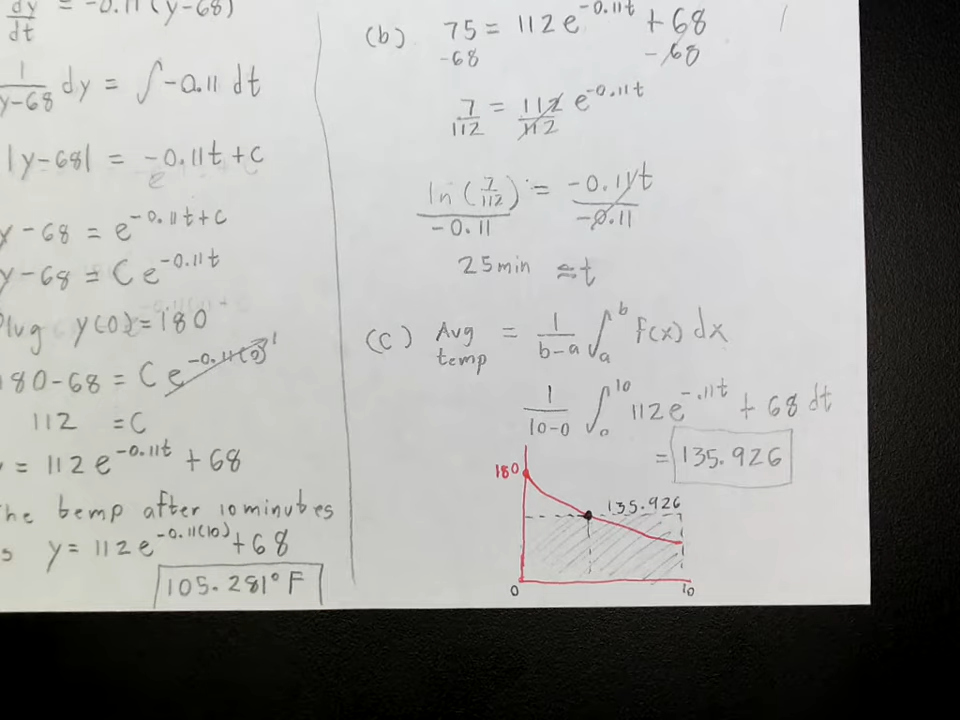 dy/dt = -0.11(y-68)
1/(y-68) dy = ∫ -0.11 dt
|y-68| = -0.11t + C
y-68 = e^(-0.11t+C)
y-68 = Ce^(-0.11t)
Plug y(0)=180
180-68 = Ce^(-0.11(0)) 1
112 = C
y = 112e^(-0.11t) + 68
The temp after 10 minutes
is y = 112e^(-0.11(10)) + 68
105.281° F
(b) 75 = 112e^(-0.11t) + 68
-68 -68
7/112 = 112/112 e^(-0.11t)
ln(7/112)/-0.11 = -0.11t/-0.11
25min ≈ t
(c) Avg temp = 1/(b-a) ∫_a^b f(x) dx
1/(10-0) ∫_0^10 112e^(-.11t) + 68 dt
= 135.926
180
135.926
0 10